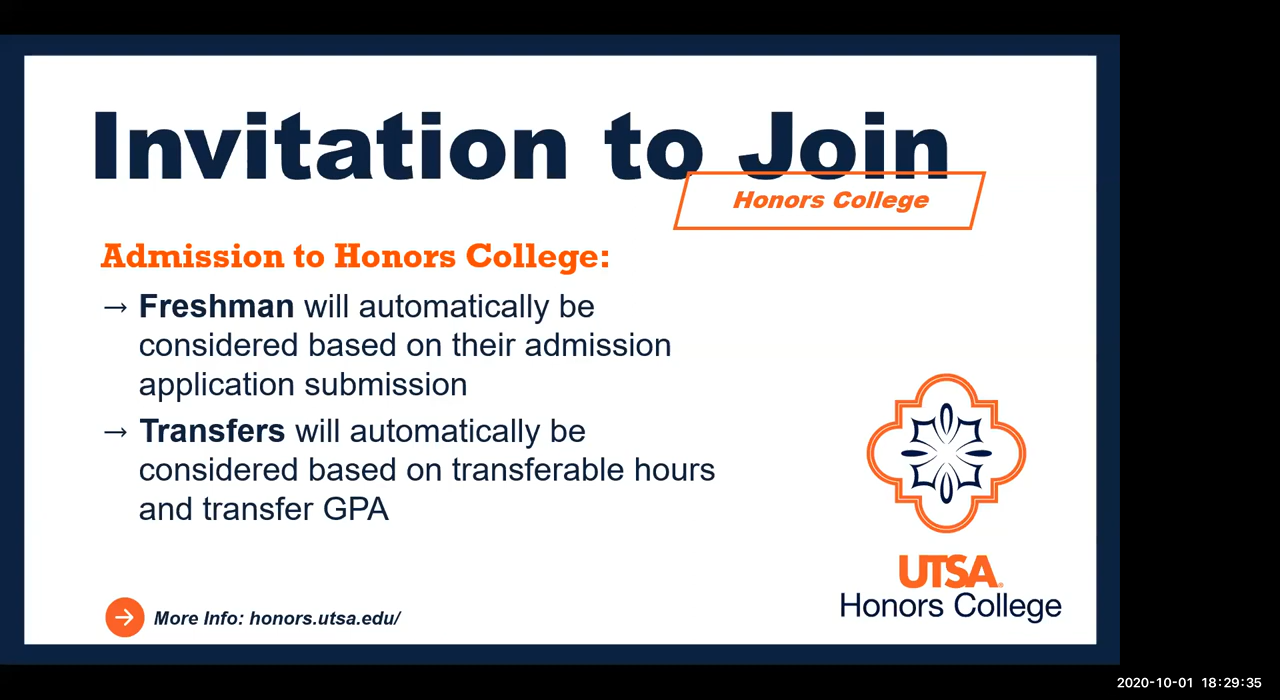 Invitation to Join
Honors College
Admission to Honors College:
→ Freshman will automatically be
considered based on their admission
application submission
→ Transfers will automatically be
considered based on transferable hours
and transfer GPA
UTSA®
Honors College
More Info: honors.utsa.edu/
2020-10-01 18:29:35